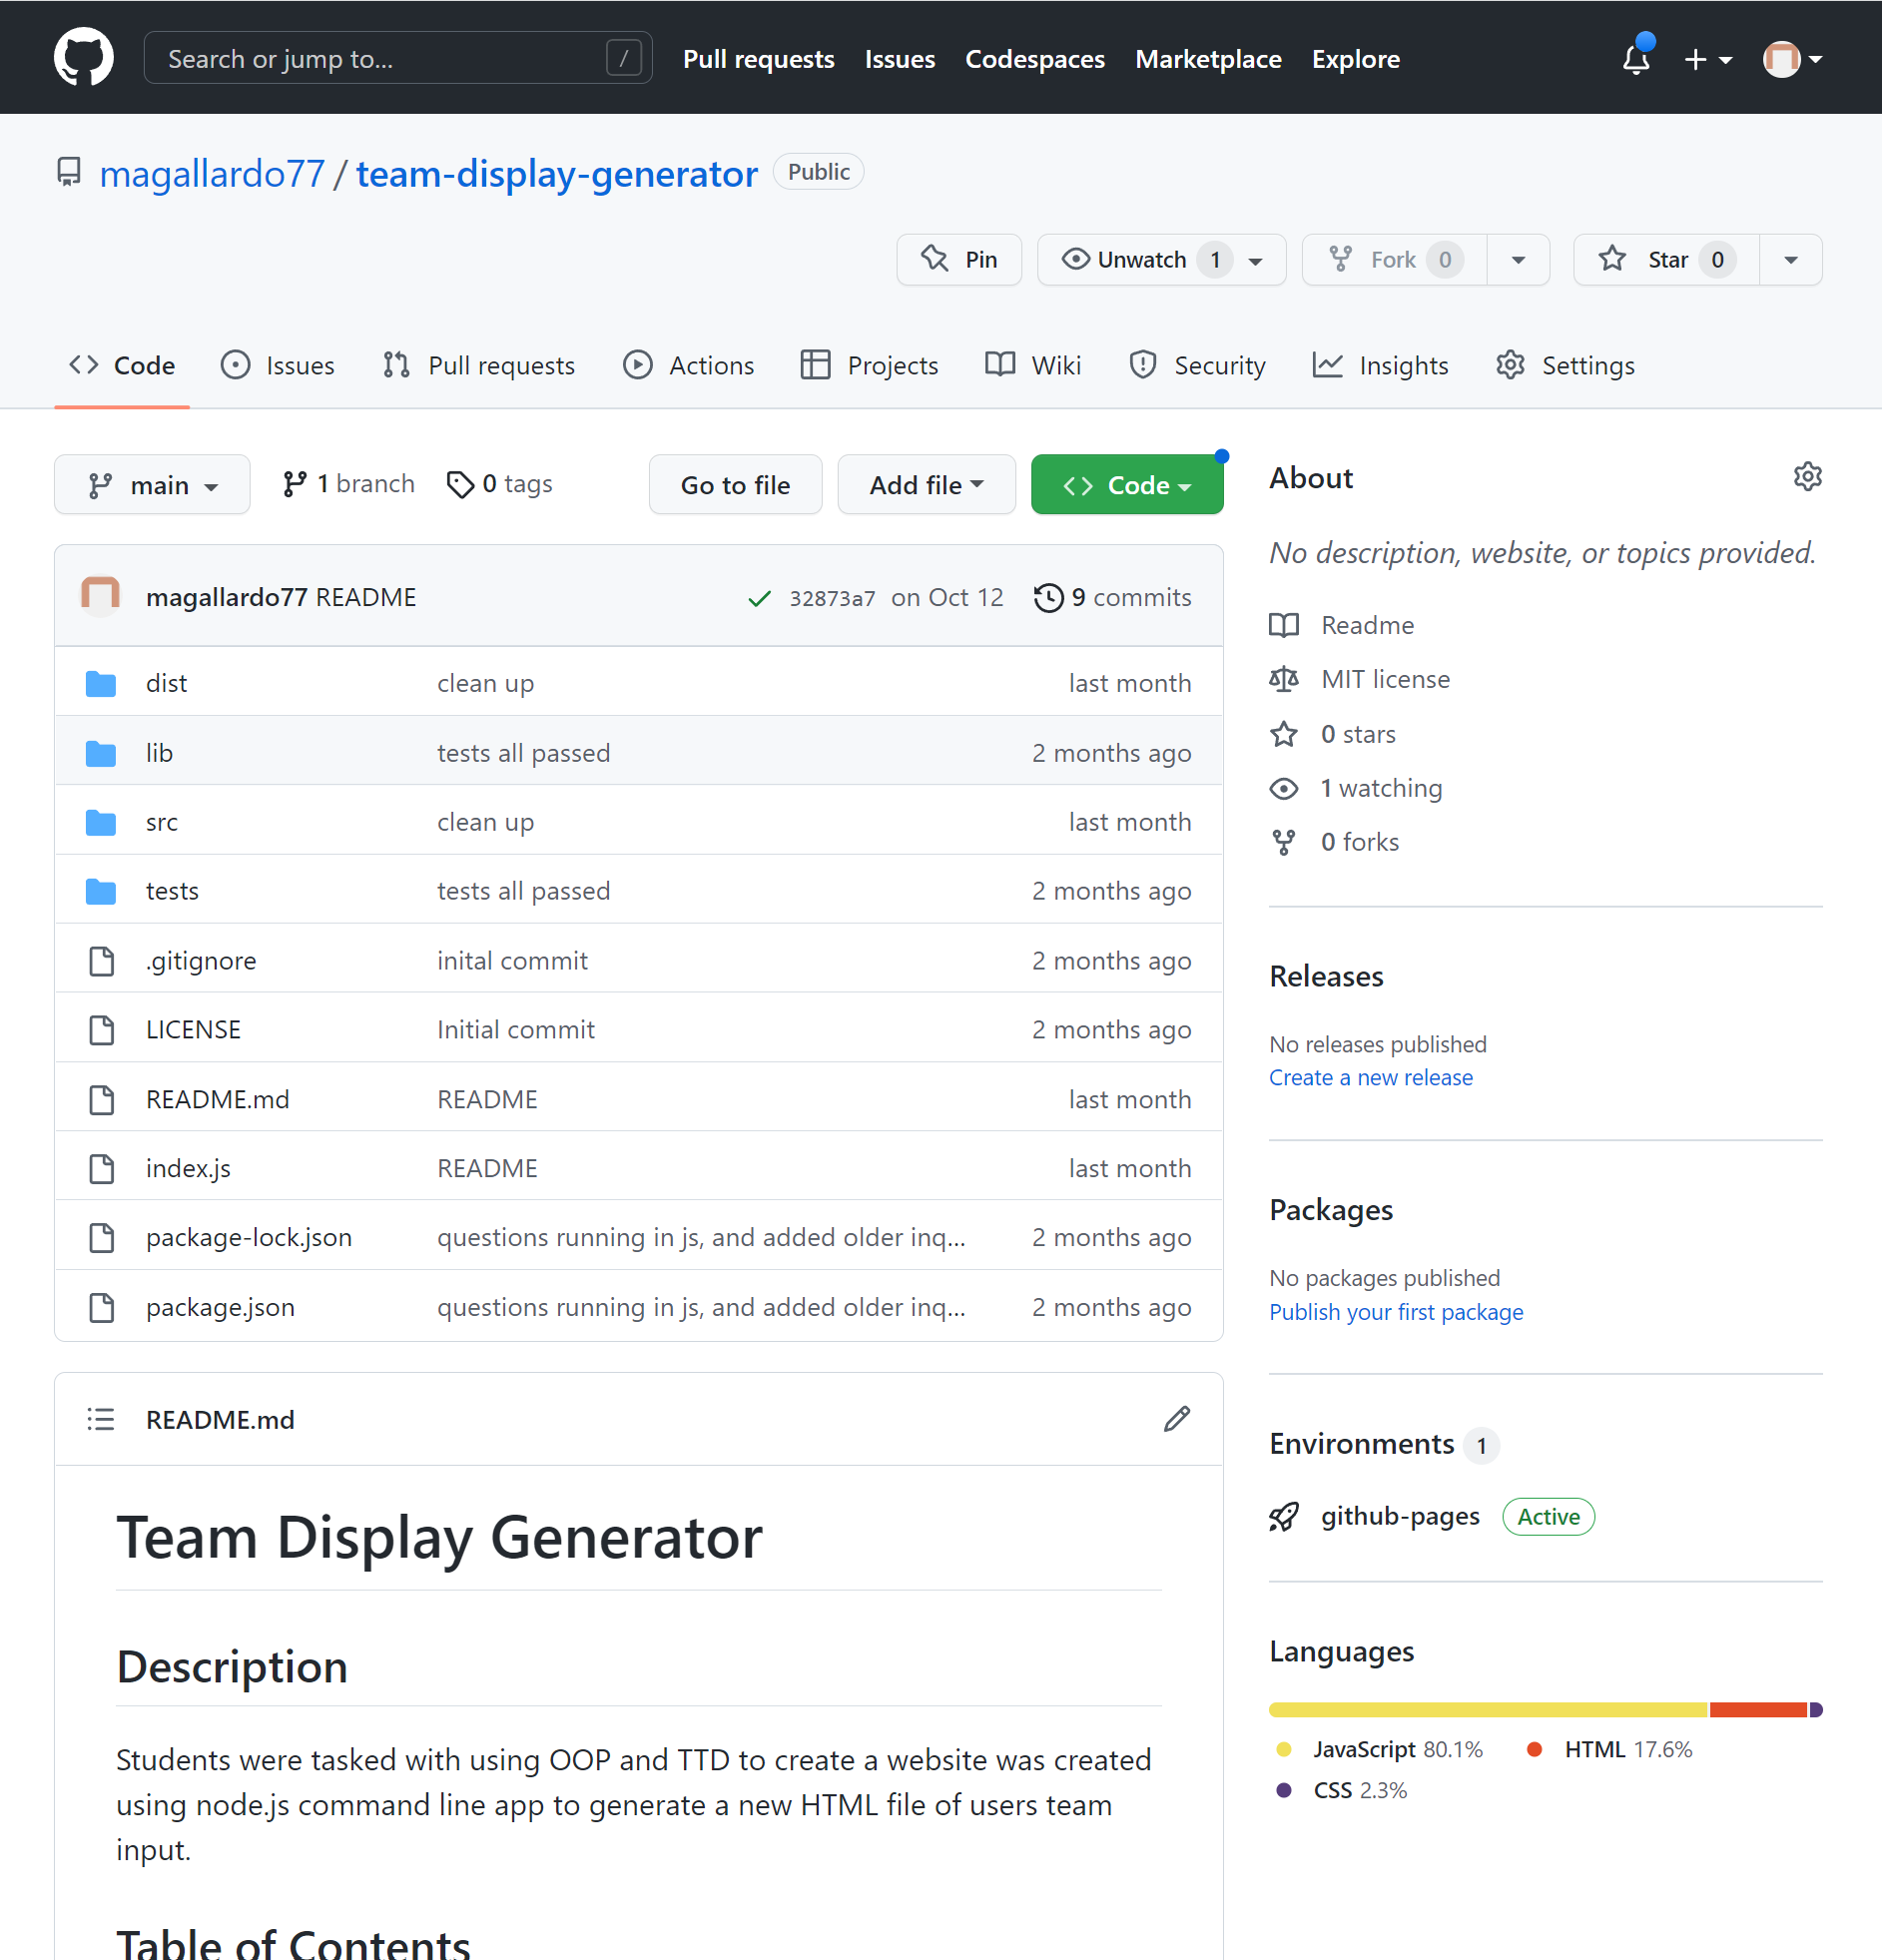 Search or jump to... /
Pull requests Issues Codespaces Marketplace Explore
magallardo77 / team-display-generator Public
Pin Unwatch 1 Fork 0 Star 0
Code Issues Pull requests Actions Projects Wiki Security Insights Settings
main 1 branch 0 tags Go to file Add file Code
magallardo77 README 32873a7 on Oct 12 9 commits
dist clean up last month
lib tests all passed 2 months ago
src clean up last month
tests tests all passed 2 months ago
.gitignore inital commit 2 months ago
LICENSE Initial commit 2 months ago
README.md README last month
index.js README last month
package-lock.json questions running in js, and added older inq... 2 months ago
package.json questions running in js, and added older inq... 2 months ago
README.md
Team Display Generator
Description
Students were tasked with using OOP and TTD to create a website was created
using node.js command line app to generate a new HTML file of users team
input.
Table of Contents
About
No description, website, or topics provided.
Readme
MIT license
0 stars
1 watching
0 forks
Releases
No releases published
Create a new release
Packages
No packages published
Publish your first package
Environments 1
github-pages Active
Languages
JavaScript 80.1% HTML 17.6%
CSS 2.3%